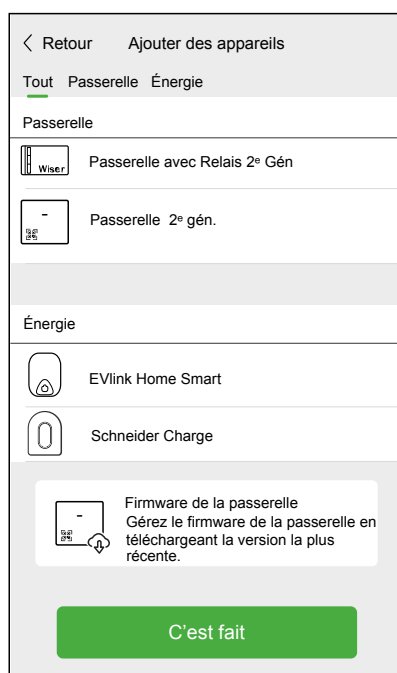 Retour Ajouter des appareils
Tout Passerelle Énergie
Passerelle
Wiser
Passerelle avec Relais 2ᵉ Gén
Passerelle 2ᵉ gén.
Énergie
EVlink Home Smart
Schneider Charge
Firmware de la passerelle
Gérez le firmware de la passerelle en
téléchargeant la version la plus
récente.
C'est fait